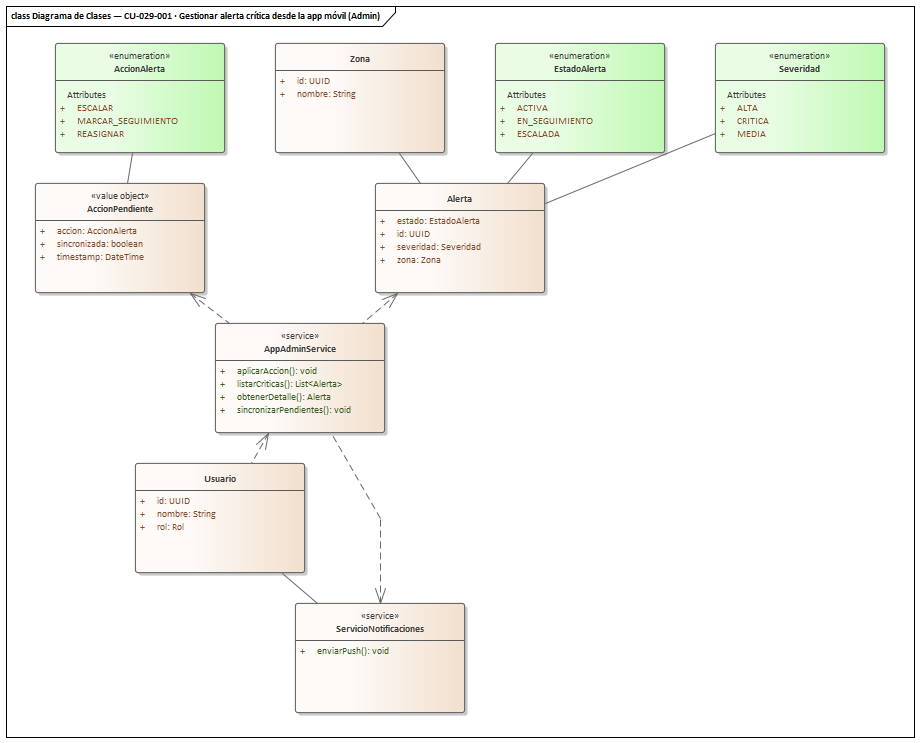 class Diagrama de Clases — CU-029-001 · Gestionar alerta crítica desde la app móvil (Admin)
«enumeration»
AccionAlerta
Attributes
+ ESCALAR
+ MARCAR_SEGUIMIENTO
+ REASIGNAR
Zona
+ id: UUID
+ nombre: String
«enumeration»
EstadoAlerta
Attributes
+ ACTIVA
+ EN_SEGUIMIENTO
+ ESCALADA
«enumeration»
Severidad
Attributes
+ ALTA
+ CRITICA
+ MEDIA
«value object»
AccionPendiente
+ accion: AccionAlerta
+ sincronizada: boolean
+ timestamp: DateTime
Alerta
+ estado: EstadoAlerta
+ id: UUID
+ severidad: Severidad
+ zona: Zona
«service»
AppAdminService
+ aplicarAccion(): void
+ listarCriticas(): List<Alerta>
+ obtenerDetalle(): Alerta
+ sincronizarPendientes(): void
Usuario
+ id: UUID
+ nombre: String
+ rol: Rol
«service»
ServicioNotificaciones
+ enviarPush(): void